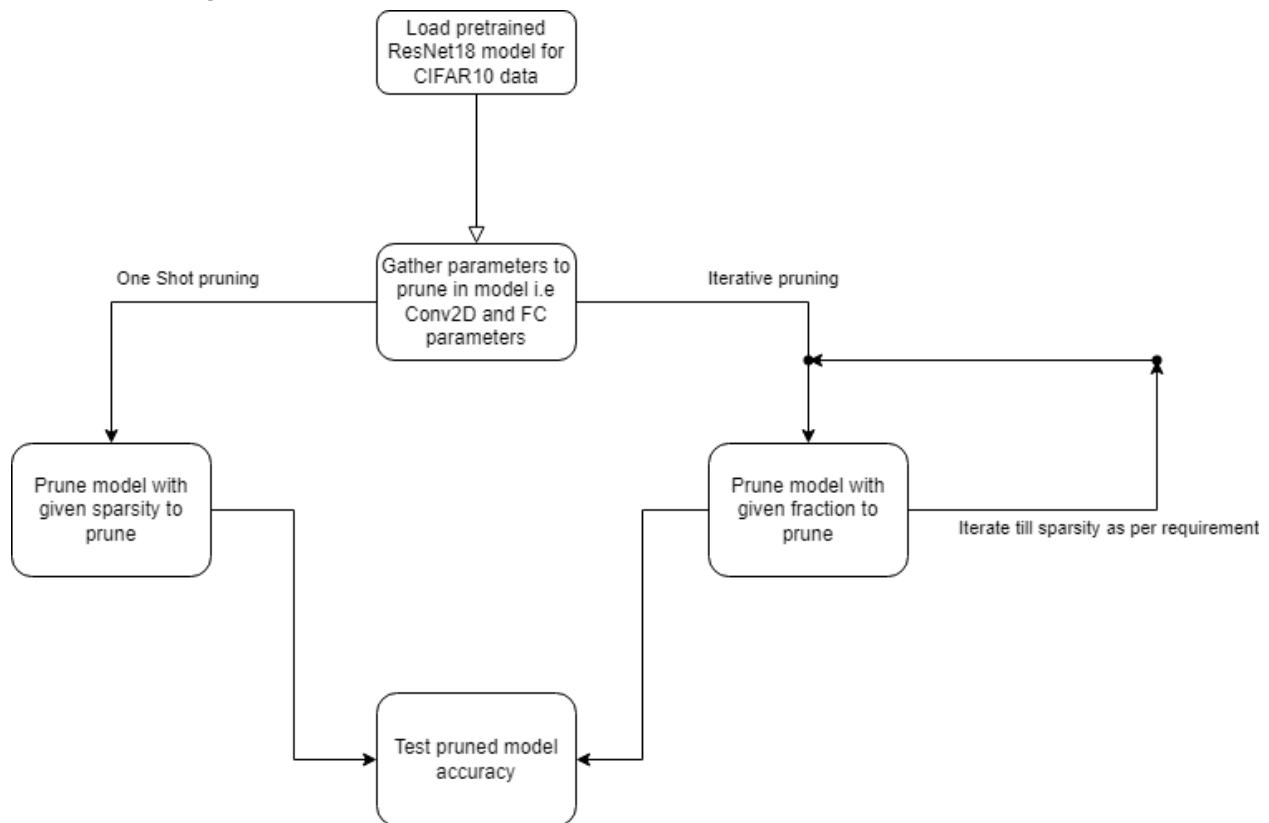 Load pretrained
ResNet18 model for
CIFAR10 data
One Shot pruning
Gather parameters to
prune in model i.e
Conv2D and FC
parameters
Iterative pruning
Prune model with
given sparsity to
prune
Prune model with
given fraction to
prune
Iterate till sparsity as per requirement
Test pruned model
accuracy